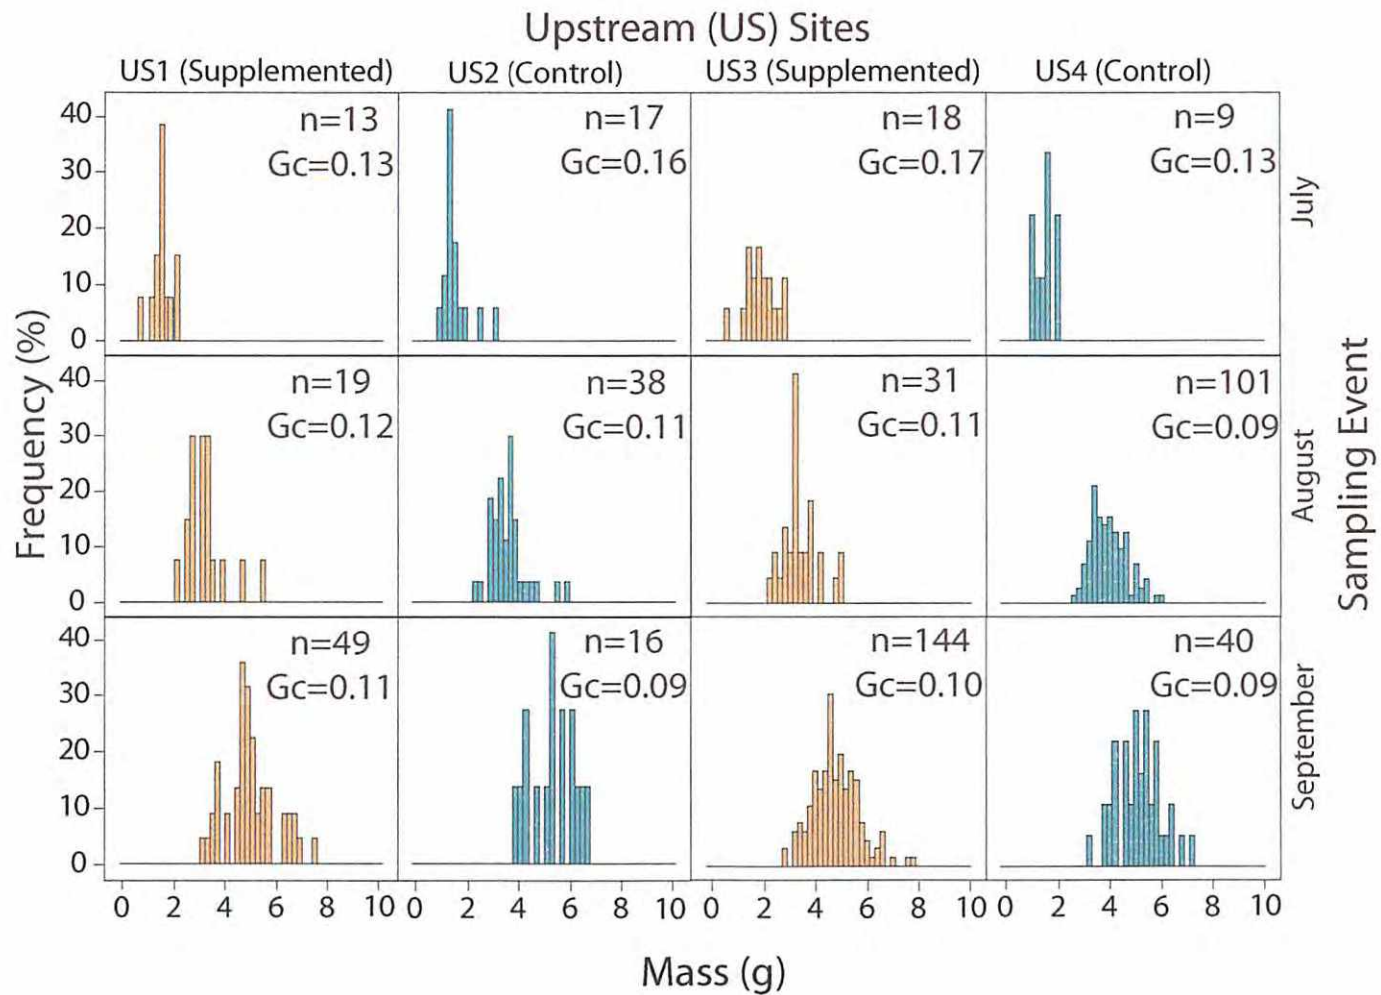 Upstream (US) Sites
US1 (Supplemented) US2 (Control) US3 (Supplemented) US4 (Control)
40 n=13 n=17 n=18 n=9
30 Gc=0.13 Gc=0.16 Gc=0.17 Gc=0.13
20
10
0
July
40 n=19 n=38 n=31 n=101
30 Gc=0.12 Gc=0.11 Gc=0.11 Gc=0.09
20
10
0
August
40 n=49 n=16 n=144 n=40
30 Gc=0.11 Gc=0.09 Gc=0.10 Gc=0.09
20
10
0
September
Frequency (%)
Sampling Event
0 2 4 6 8 10 0 2 4 6 8 10 0 2 4 6 8 10 0 2 4 6 8 10
Mass (g)